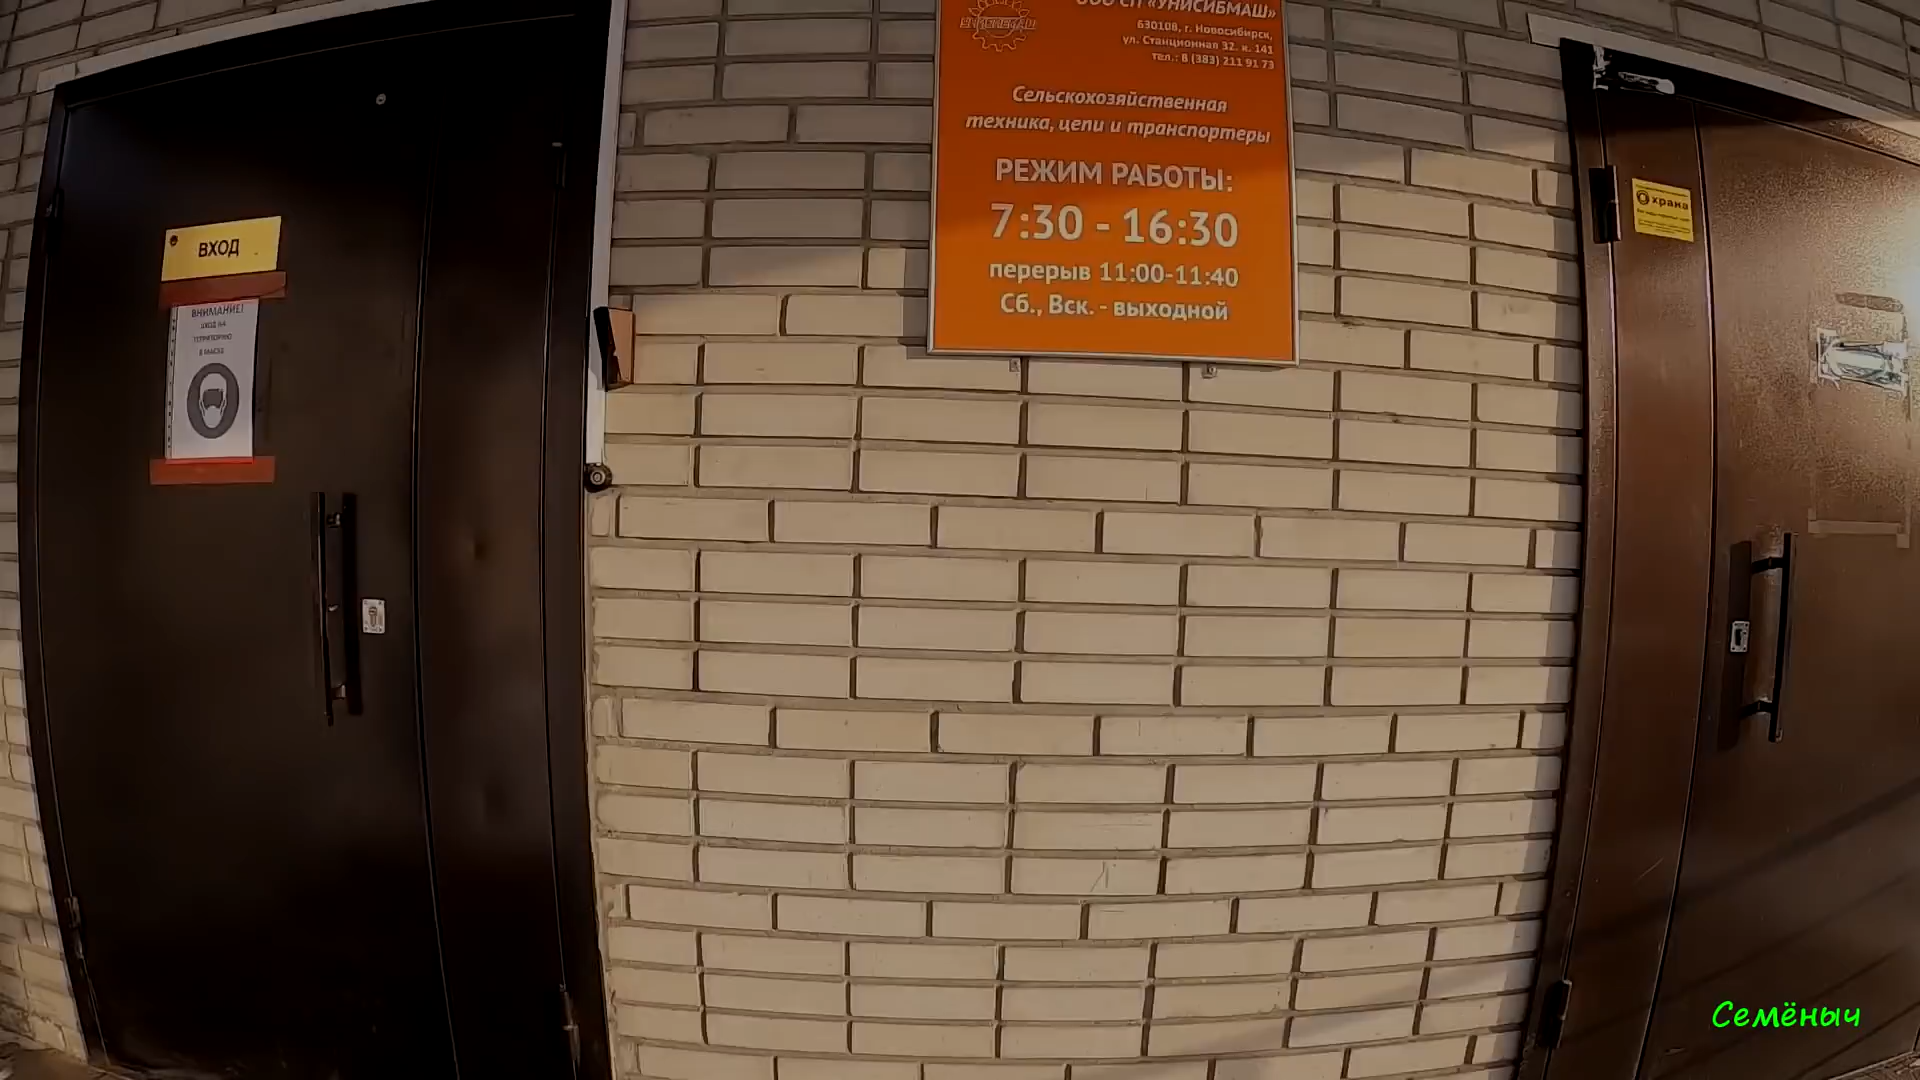 ВХОД
ВНИМАНИЕ!
ВХОД НА
ТЕРРИТОРИЮ
В МАСКЕ
УНИСИБМАШ
ООО СП «УНИСИБМАШ»
630108, г. Новосибирск,
ул. Станционная 32. к. 141
тел.: 8 (383) 211 91 73
Сельскохозяйственная
техника, цепи и транспортеры
РЕЖИМ РАБОТЫ:
7:30 - 16:30
перерыв 11:00-11:40
Сб., Вск. - выходной
Охрана
Семёныч